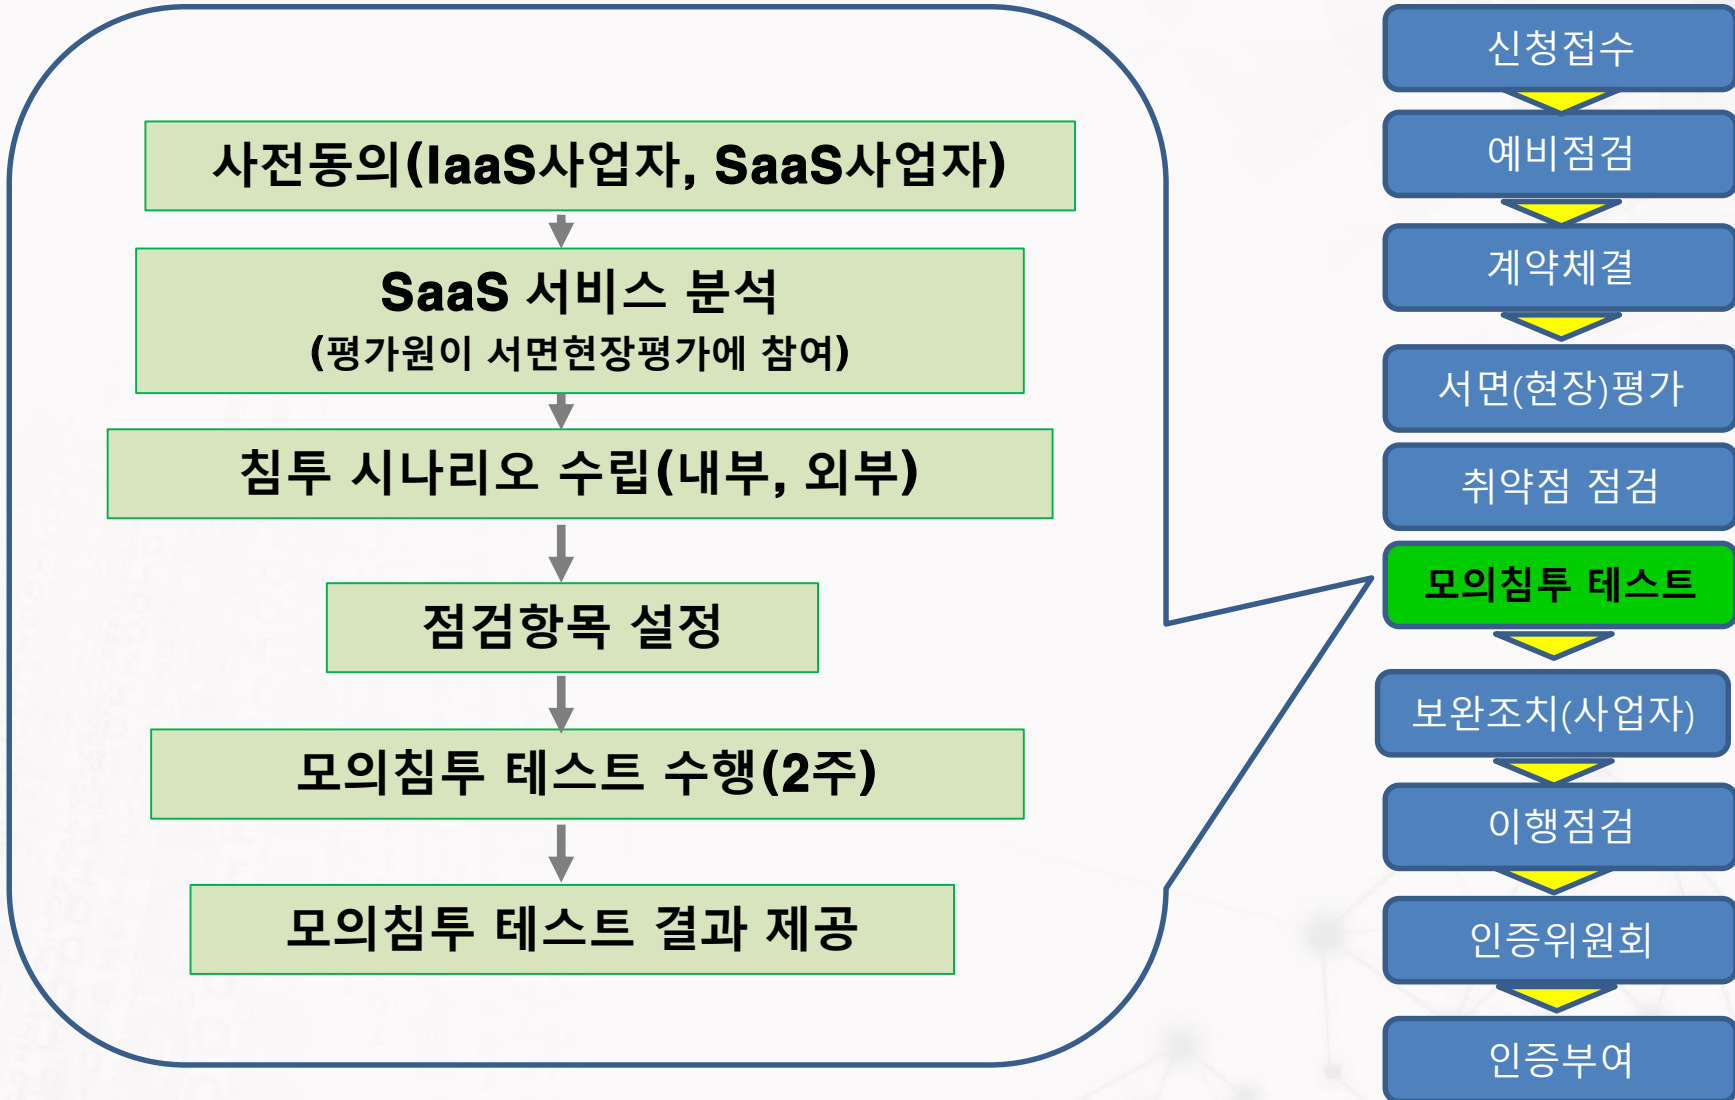 사전동의(IaaS사업자, SaaS사업자)
SaaS 서비스 분석
(평가원이 서면현장평가에 참여)
침투 시나리오 수립(내부, 외부)
점검항목 설정
모의침투 테스트 수행(2주)
모의침투 테스트 결과 제공
신청접수
예비점검
계약체결
서면(현장)평가
취약점 점검
모의침투 테스트
보완조치(사업자)
이행점검
인증위원회
인증부여